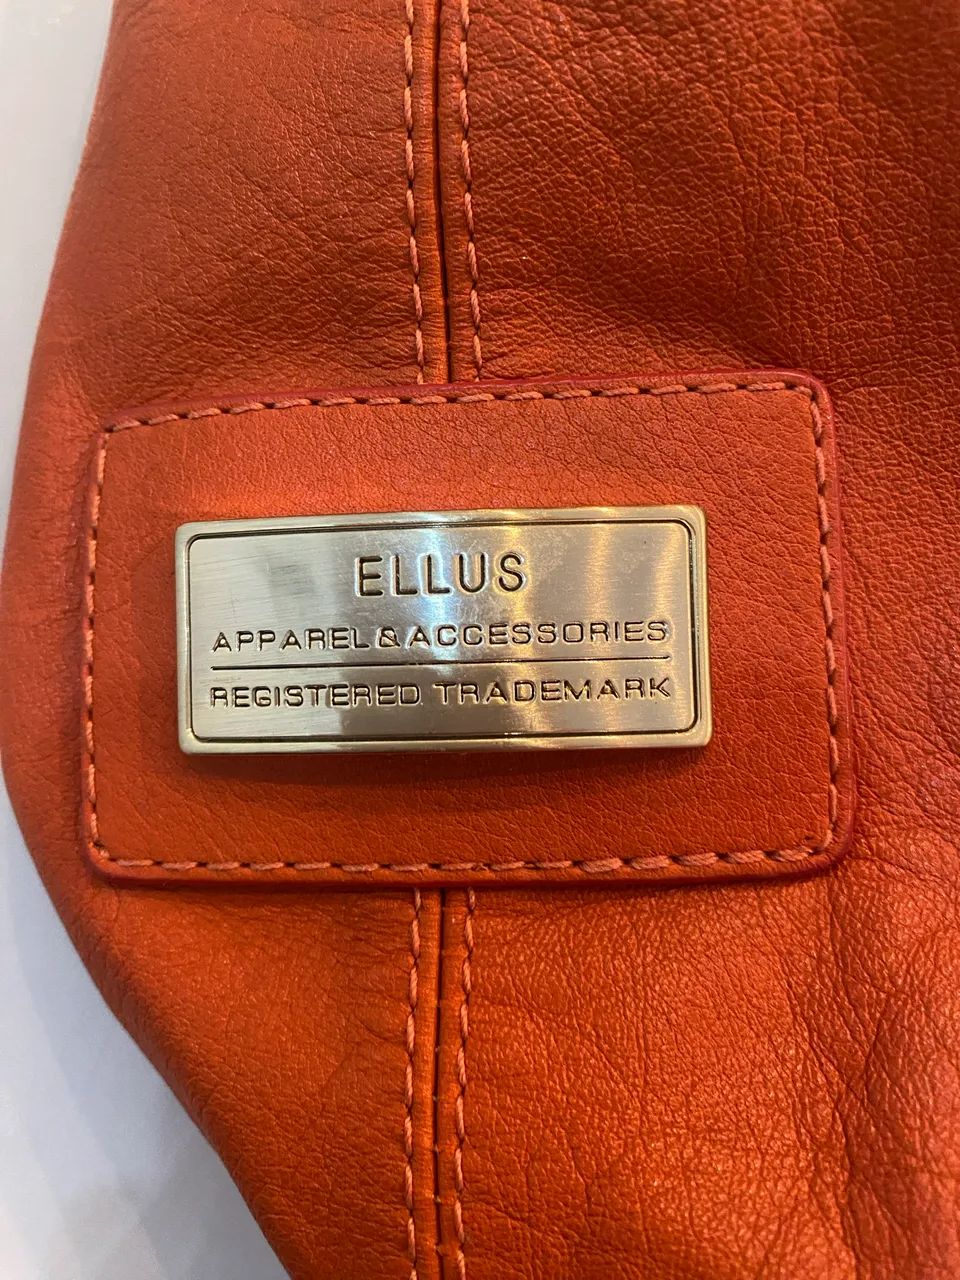 ELLUS
APPAREL & ACCESSORIES
REGISTERED TRADEMARK